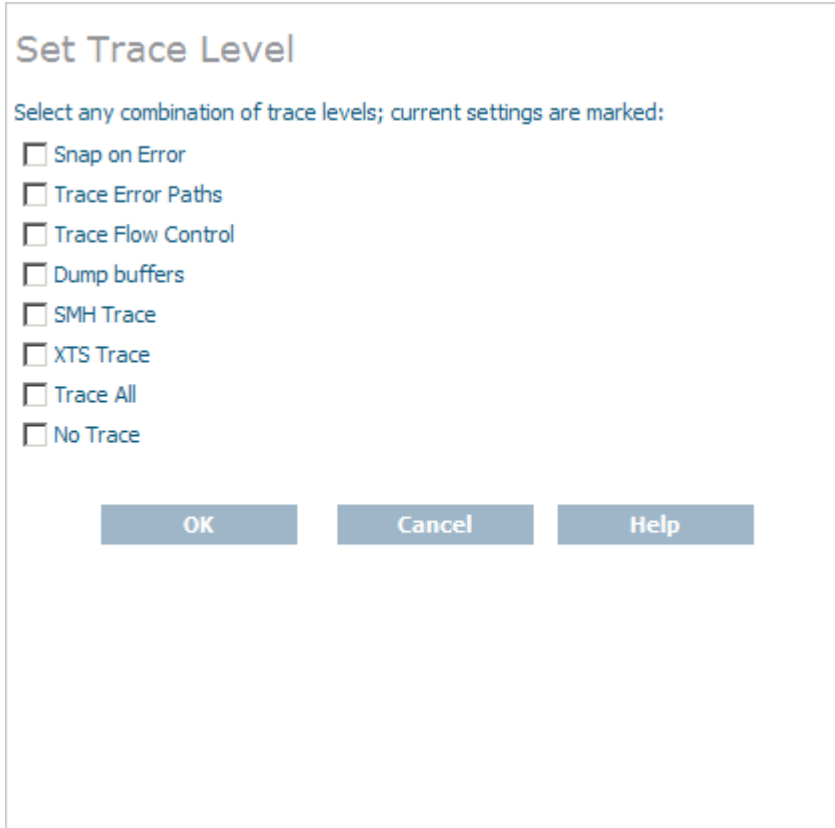 Set Trace Level
Select any combination of trace levels; current settings are marked:
Snap on Error
Trace Error Paths
Trace Flow Control
Dump buffers
SMH Trace
XTS Trace
Trace All
No Trace
OK Cancel Help